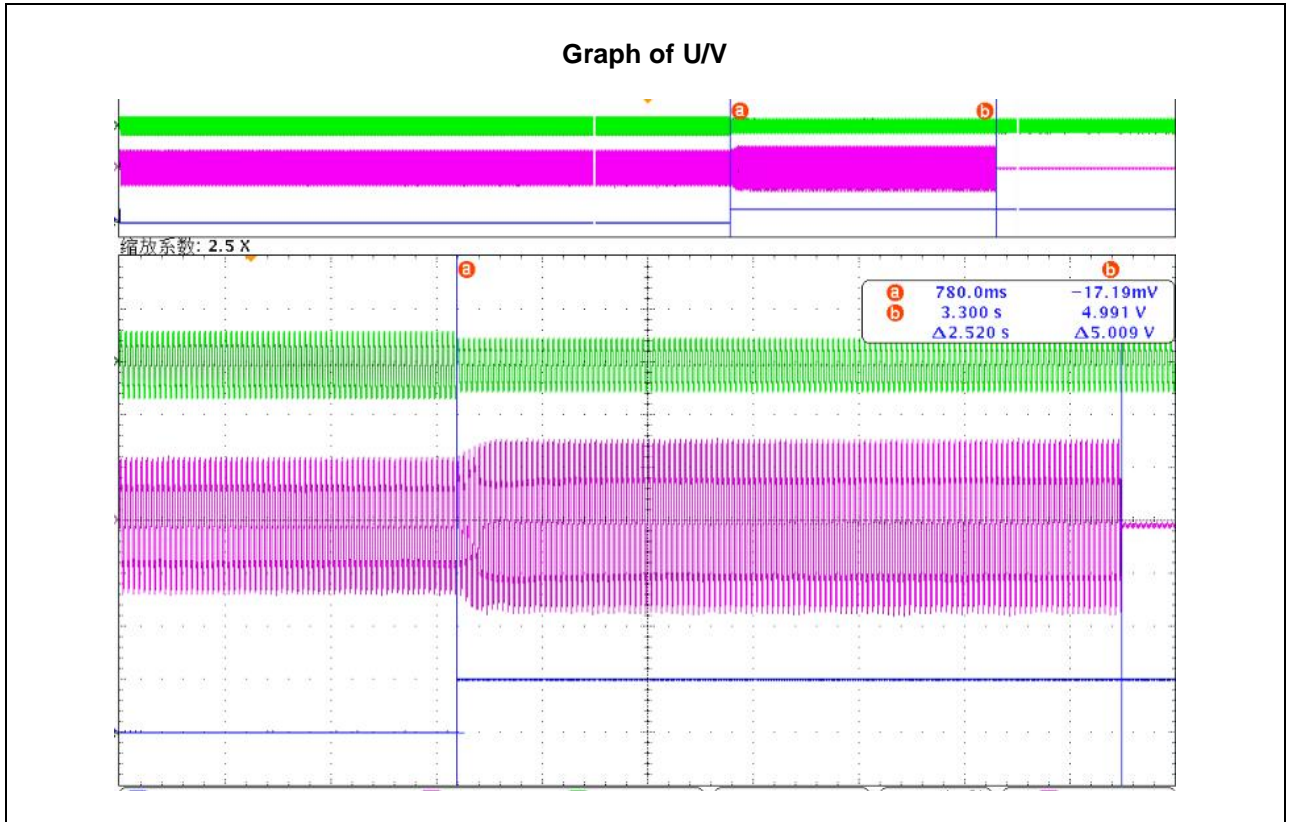 Graph of U/V
a b
缩放系数: 2.5 X
a b
a 780.0ms −17.19mV
b 3.300 s 4.991 V
Δ2.520 s Δ5.009 V